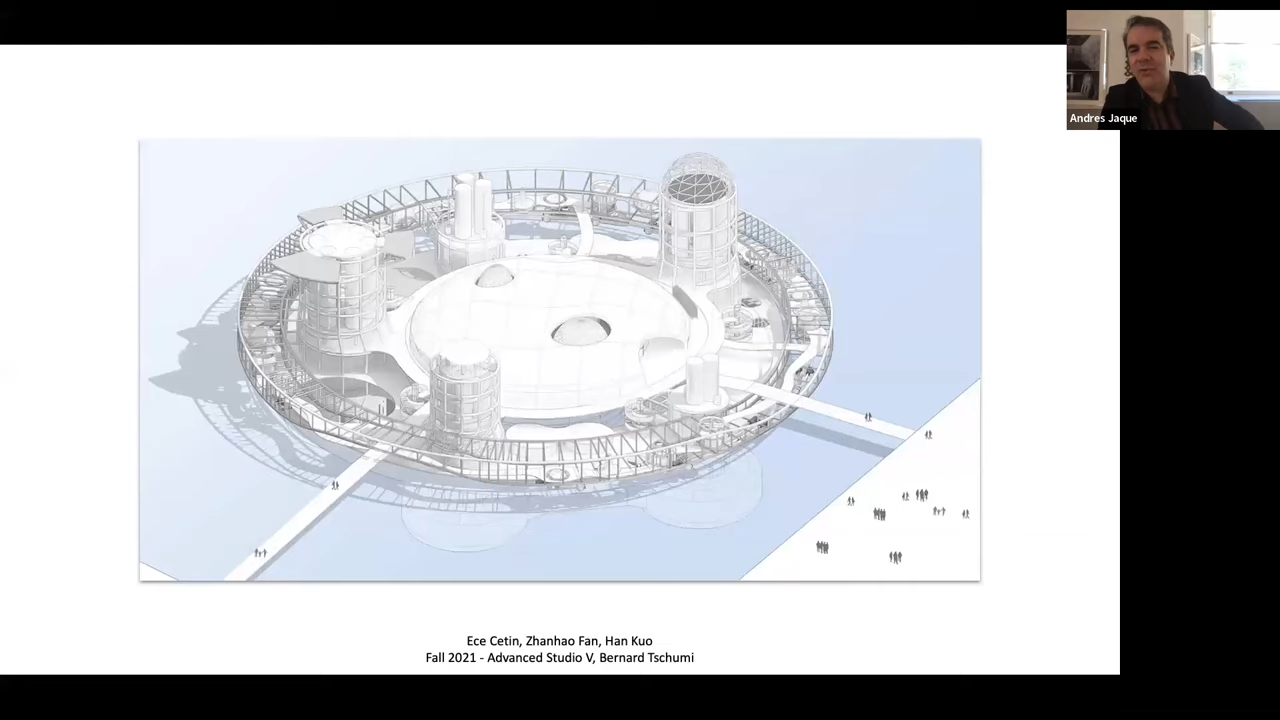 Andres Jaque
Ece Cetin, Zhanhao Fan, Han Kuo
Fall 2021 - Advanced Studio V, Bernard Tschumi